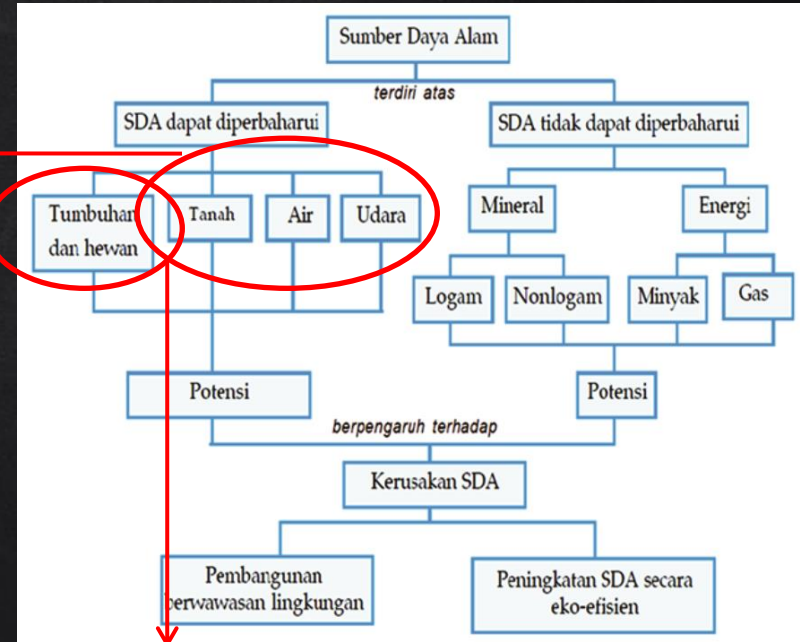 Sumber Daya Alam
terdiri atas
SDA dapat diperbaharui
SDA tidak dapat diperbaharui
Tumbuhan
dan hewan
Tanah
Air
Udara
Mineral
Energi
Logam
Nonlogam
Minyak
Gas
Potensi
Potensi
berpengaruh terhadap
Kerusakan SDA
Pembangunan
berwawasan lingkungan
Peningkatan SDA secara
eko-efisien